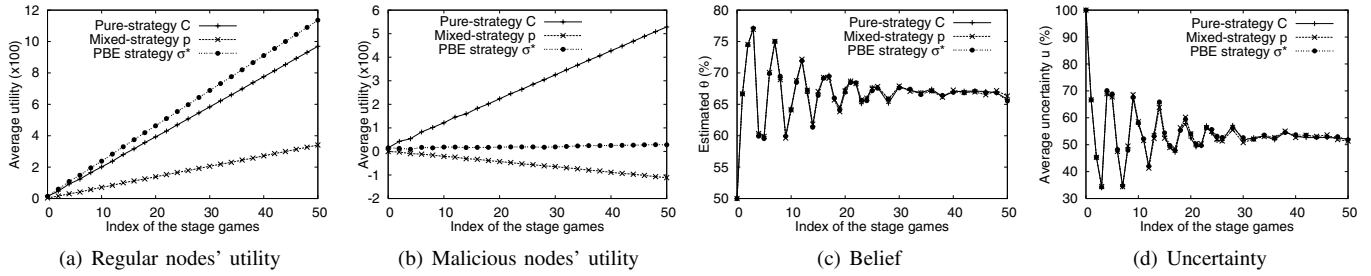 Average utility (x100)
12
10
8
6
4
2
0
0 10 20 30 40 50
Index of the stage games
Pure-strategy C
Mixed-strategy p
PBE strategy σ*
(a) Regular nodes' utility
Average utility (x100)
6
5
4
3
2
1
0
-1
-2
0 10 20 30 40 50
Index of the stage games
Pure-strategy C
Mixed-strategy p
PBE strategy σ*
(b) Malicious nodes' utility
Estimated θ (%)
80
75
70
65
60
55
50
0 10 20 30 40 50
Index of the stage games
Pure-strategy C
Mixed-strategy p
PBE strategy σ*
(c) Belief
Average uncertainty u (%)
100
90
80
70
60
50
40
30
0 10 20 30 40 50
Index of the stage games
Pure-strategy C
Mixed-strategy p
PBE strategy σ*
(d) Uncertainty